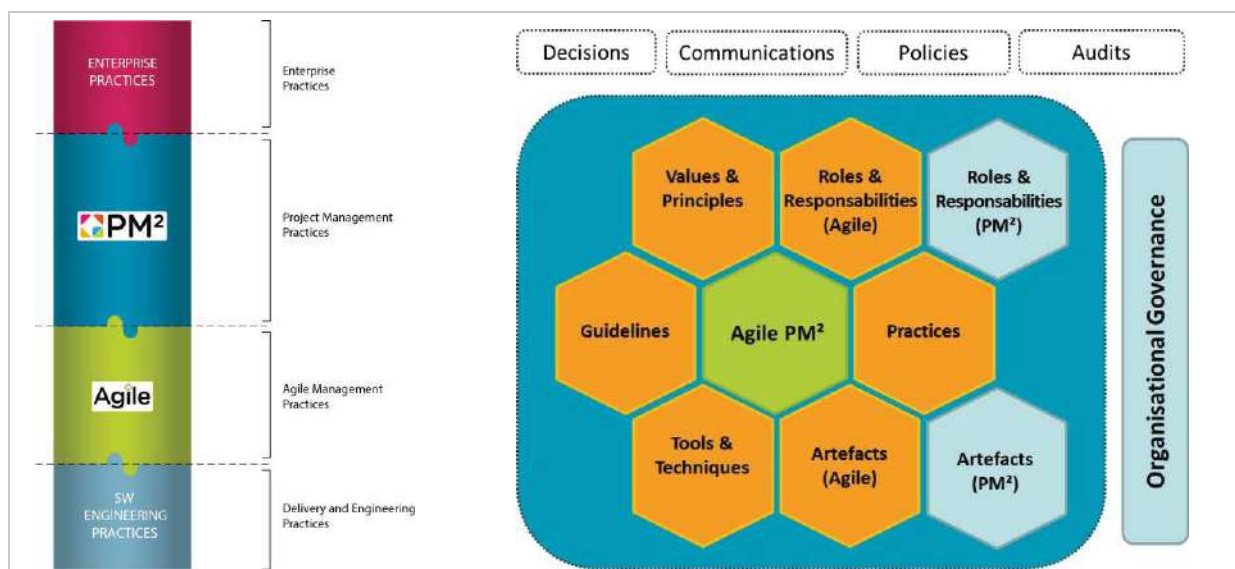 ENTERPRISE
PRACTICES
PM²
Agile
SW
ENGINEERING
PRACTICES
Enterprise
Practices
Project Management
Practices
Agile Management
Practices
Delivery and Engineering
Practices
Decisions
Communications
Policies
Audits
Values &
Principles
Roles &
Responsabilities
(Agile)
Roles &
Responsabilities
(PM²)
Guidelines
Agile PM²
Practices
Tools &
Techniques
Artefacts
(Agile)
Artefacts
(PM²)
Organisational Governance